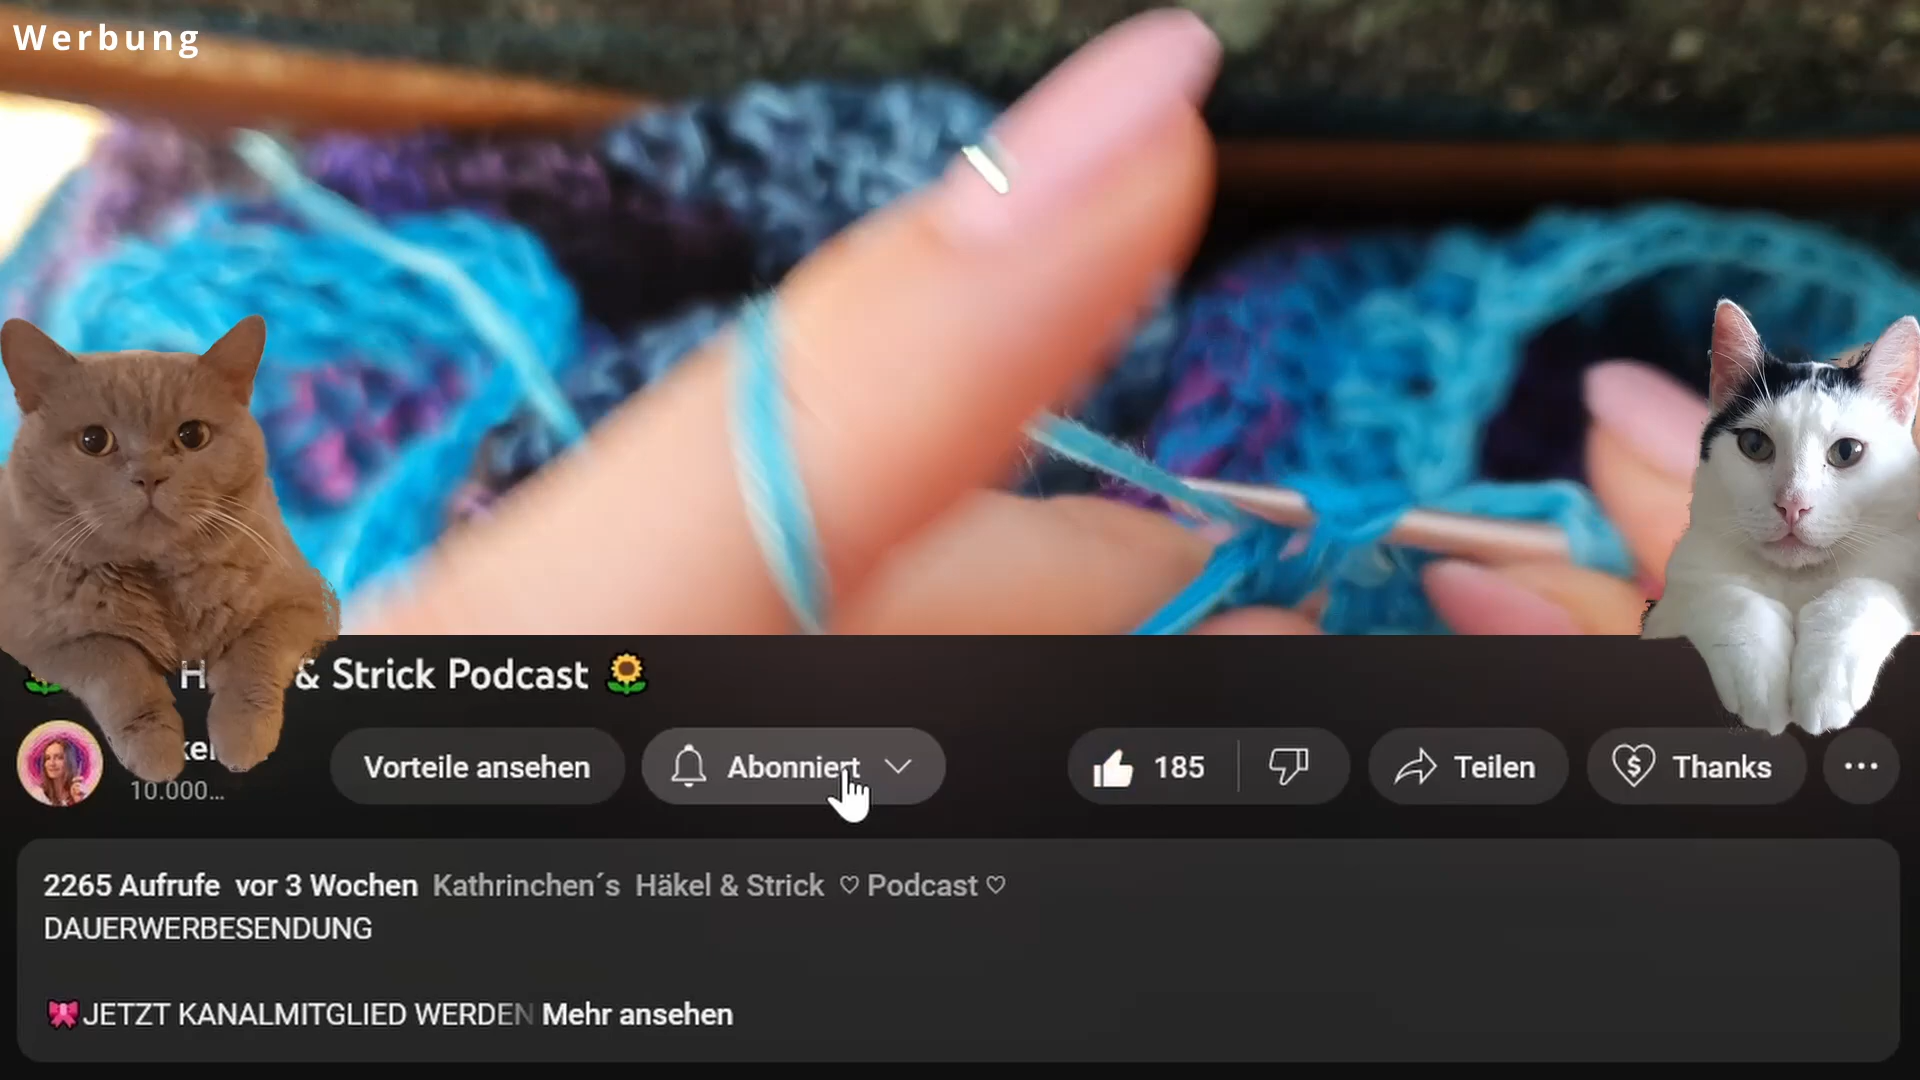 Werbung
& Strick Podcast 🌻
10.000...
Vorteile ansehen
Abonniert
185
Teilen
Thanks
2265 Aufrufe vor 3 Wochen Kathrinchen´s Häkel & Strick ♡ Podcast ♡
DAUERWERBESENDUNG
🎀JETZT KANALMITGLIED WERDEN Mehr ansehen